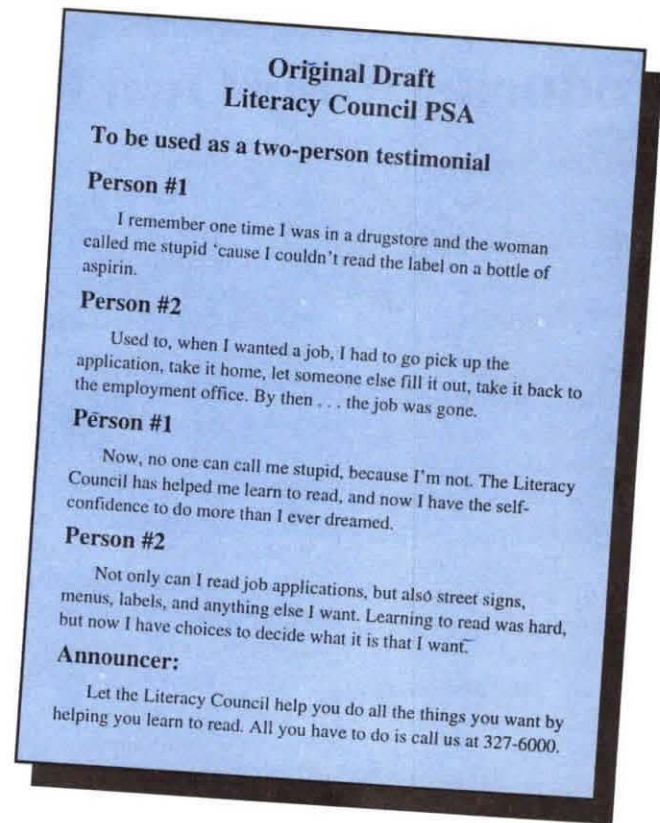 Original Draft
Literacy Council PSA
To be used as a two-person testimonial
Person #1
I remember one time I was in a drugstore and the woman
called me stupid ‘cause I couldn’t read the label on a bottle of
aspirin.
Person #2
Used to, when I wanted a job, I had to go pick up the
application, take it home, let someone else fill it out, take it back to
the employment office. By then . . . the job was gone.
Person #1
Now, no one can call me stupid, because I’m not. The Literacy
Council has helped me learn to read, and now I have the self-
confidence to do more than I ever dreamed.
Person #2
Not only can I read job applications, but also street signs,
menus, labels, and anything else I want. Learning to read was hard,
but now I have choices to decide what it is that I want.
Announcer:
Let the Literacy Council help you do all the things you want by
helping you learn to read. All you have to do is call us at 327-6000.